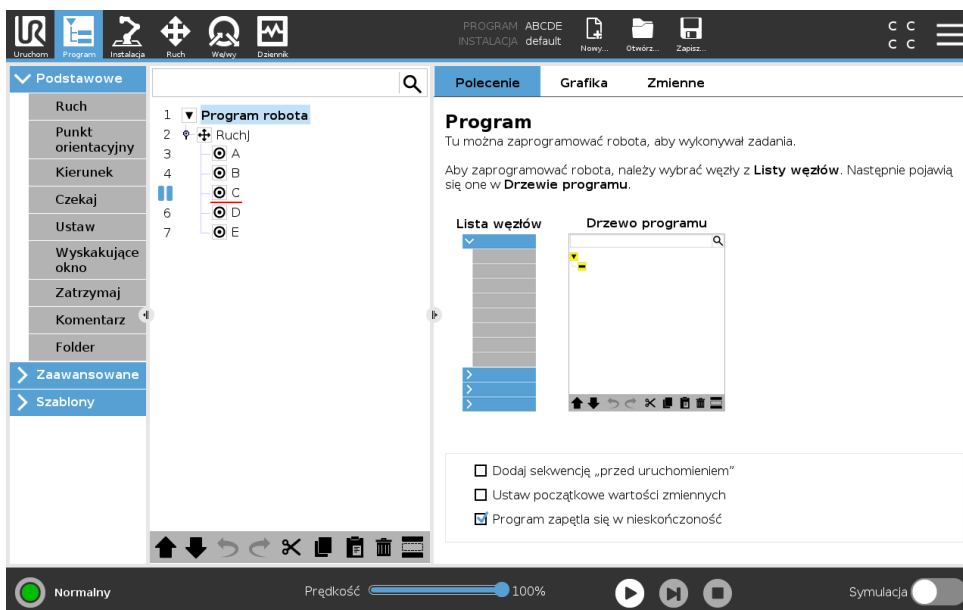 UR
Uruchom
Program
Instalacja
Ruch
We/wy
Dziennik
PROGRAM ABCDE
INSTALACJA default
Nowy...
Otwórz...
Zapisz...
C C
C C
Podstawowe
Ruch
Punkt
orientacyjny
Kierunek
Czekaj
Ustaw
Wyskakujące
okno
Zatrzymaj
Komentarz
Folder
Zaawansowane
Szablony
1 Program robota
2 RuchJ
3 A
4 B
C
6 D
7 E
Polecenie Grafika Zmienne
Program
Tu można zaprogramować robota, aby wykonywał zadania.
Aby zaprogramować robota, należy wybrać węzły z Listy węzłów. Następnie pojawią
się one w Drzewie programu.
Lista węzłów
Drzewo programu
Dodaj sekwencję „przed uruchomieniem”
Ustaw początkowe wartości zmiennych
Program zapętla się w nieskończoność
Normalny
Prędkość
100%
Symulacja